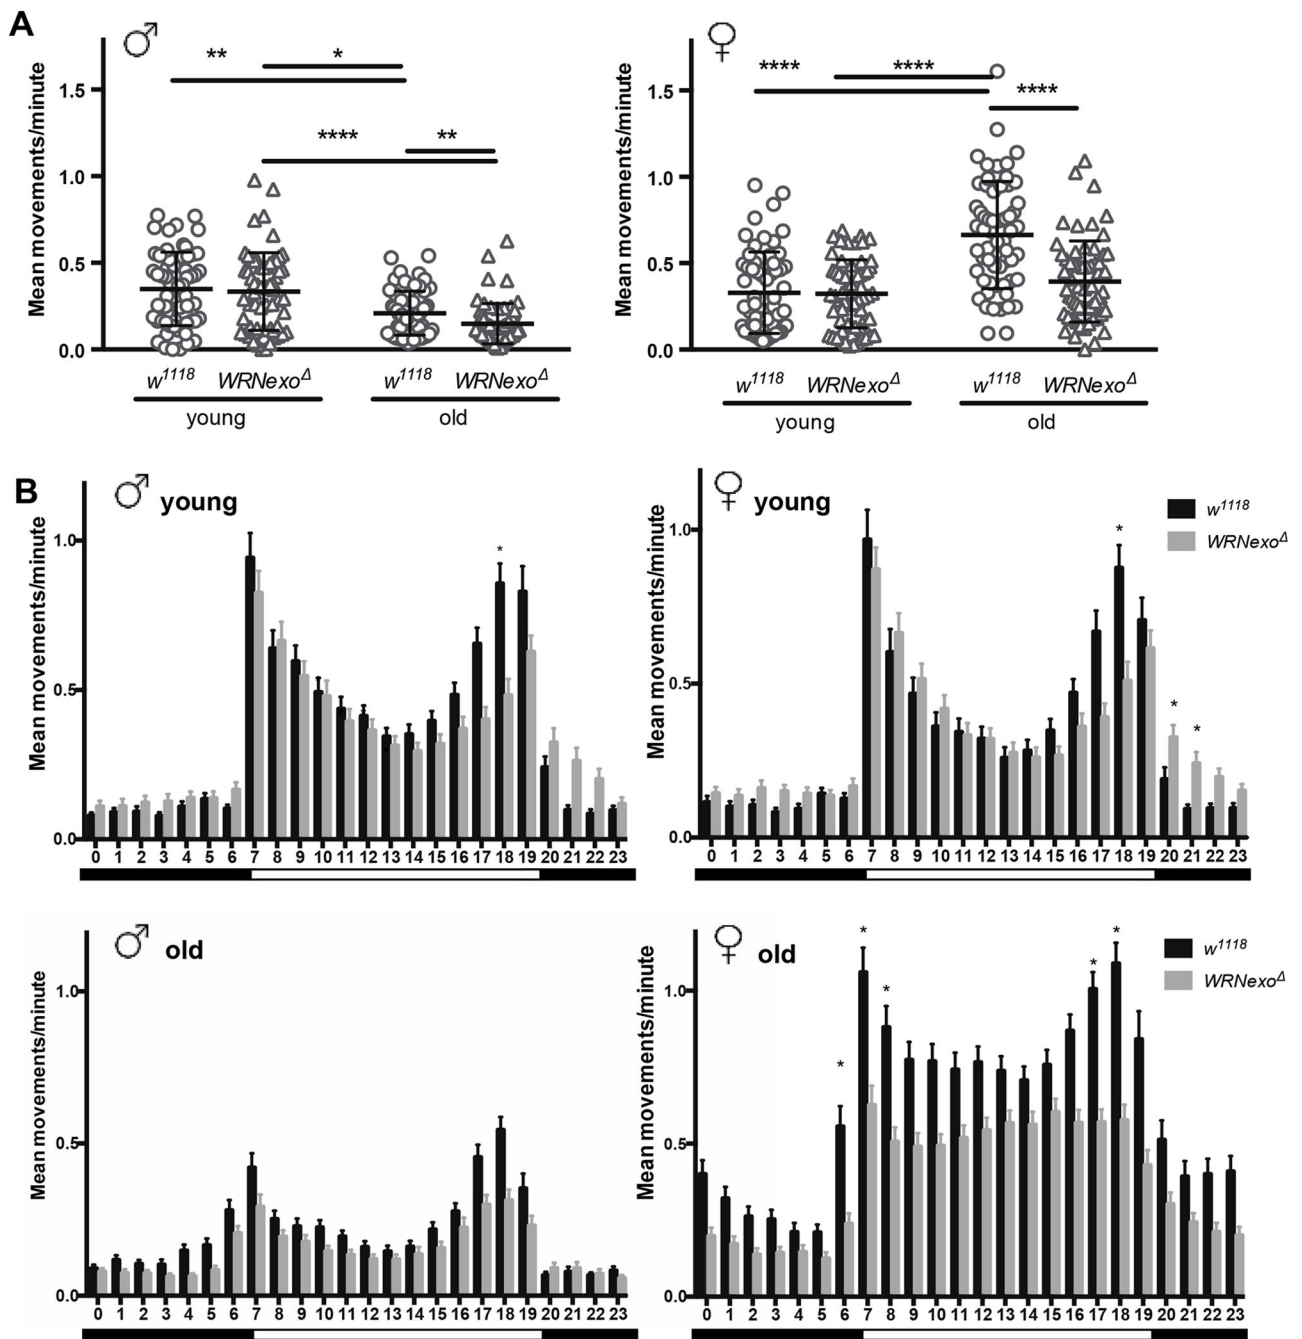 A
♂ ♀
Mean movements/minute
1.5
1.0
0.5
0.0
** *
**** **
w1118 WRNexoΔ w1118 WRNexoΔ
young old
Mean movements/minute
1.5
1.0
0.5
0.0
**** **** ****
w1118 WRNexoΔ w1118 WRNexoΔ
young old
B
♂ young
Mean movements/minute
1.0
0.5
0.0
*
0 1 2 3 4 5 6 7 8 9 10 11 12 13 14 15 16 17 18 19 20 21 22 23
♀ young
Mean movements/minute
1.0
0.5
0.0
* * *
0 1 2 3 4 5 6 7 8 9 10 11 12 13 14 15 16 17 18 19 20 21 22 23
w1118
WRNexoΔ
♂ old
Mean movements/minute
1.0
0.5
0.0
0 1 2 3 4 5 6 7 8 9 10 11 12 13 14 15 16 17 18 19 20 21 22 23
♀ old
Mean movements/minute
1.0
0.5
0.0
* * * * *
0 1 2 3 4 5 6 7 8 9 10 11 12 13 14 15 16 17 18 19 20 21 22 23
w1118
WRNexoΔ